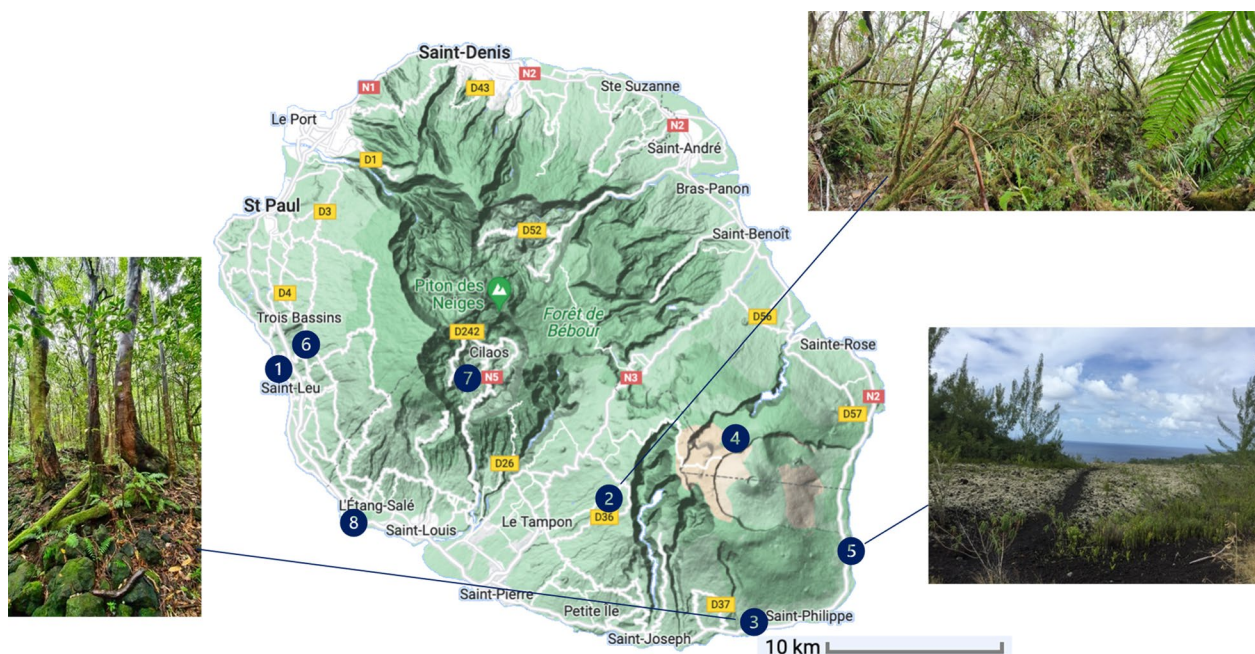 Saint-Denis
N2
N1
D43
Ste Suzanne
Le Port
N2
Saint-André
D1
Bras-Panon
St Paul
D3
D52
Saint-Benoît
Piton des
Neiges
D4
Forêt de
Bébour
Trois Bassins
D56
6
D242
Cilaos
Sainte-Rose
1
7
N5
N3
Saint-Leu
N2
D57
4
D26
2
L'Étang-Salé
D36
8
Saint-Louis
Le Tampon
5
Saint-Pierre
D37
Petite Ile
3
Saint-Philippe
Saint-Joseph
10 km